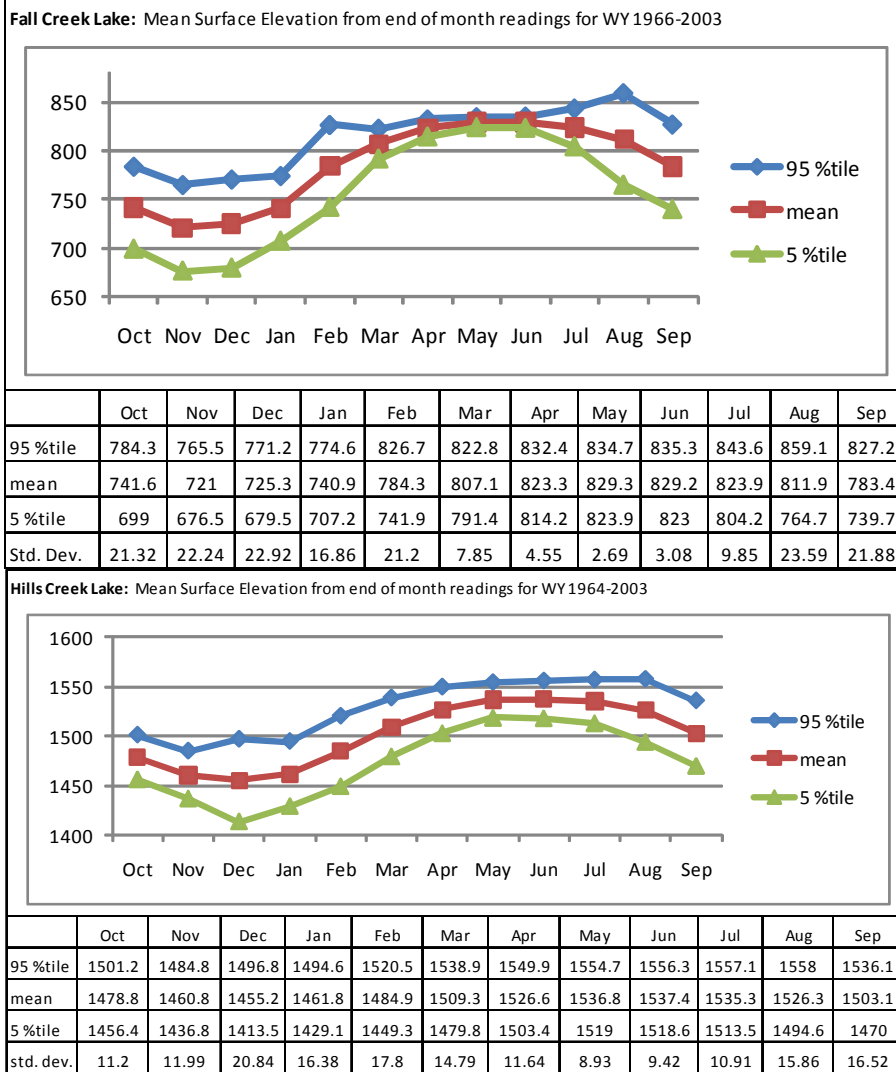 Fall Creek Lake: Mean Surface Elevation from end of month readings for WY 1966-2003
850
800
750
700
650
Oct Nov Dec Jan Feb Mar Apr May Jun Jul Aug Sep
95 %tile
mean
5 %tile
Oct Nov Dec Jan Feb Mar Apr May Jun Jul Aug Sep
95 %tile 784.3 765.5 771.2 774.6 826.7 822.8 832.4 834.7 835.3 843.6 859.1 827.2
mean 741.6 721 725.3 740.9 784.3 807.1 823.3 829.3 829.2 823.9 811.9 783.4
5 %tile 699 676.5 679.5 707.2 741.9 791.4 814.2 823.9 823 804.2 764.7 739.7
Std. Dev. 21.32 22.24 22.92 16.86 21.2 7.85 4.55 2.69 3.08 9.85 23.59 21.88
Hills Creek Lake: Mean Surface Elevation from end of month readings for WY 1964-2003
1600
1550
1500
1450
1400
Oct Nov Dec Jan Feb Mar Apr May Jun Jul Aug Sep
95 %tile
mean
5 %tile
Oct Nov Dec Jan Feb Mar Apr May Jun Jul Aug Sep
95 %tile 1501.2 1484.8 1496.8 1494.6 1520.5 1538.9 1549.9 1554.7 1556.3 1557.1 1558 1536.1
mean 1478.8 1460.8 1455.2 1461.8 1484.9 1509.3 1526.6 1536.8 1537.4 1535.3 1526.3 1503.1
5 %tile 1456.4 1436.8 1413.5 1429.1 1449.3 1479.8 1503.4 1519 1518.6 1513.5 1494.6 1470
std. dev. 11.2 11.99 20.84 16.38 17.8 14.79 11.64 8.93 9.42 10.91 15.86 16.52